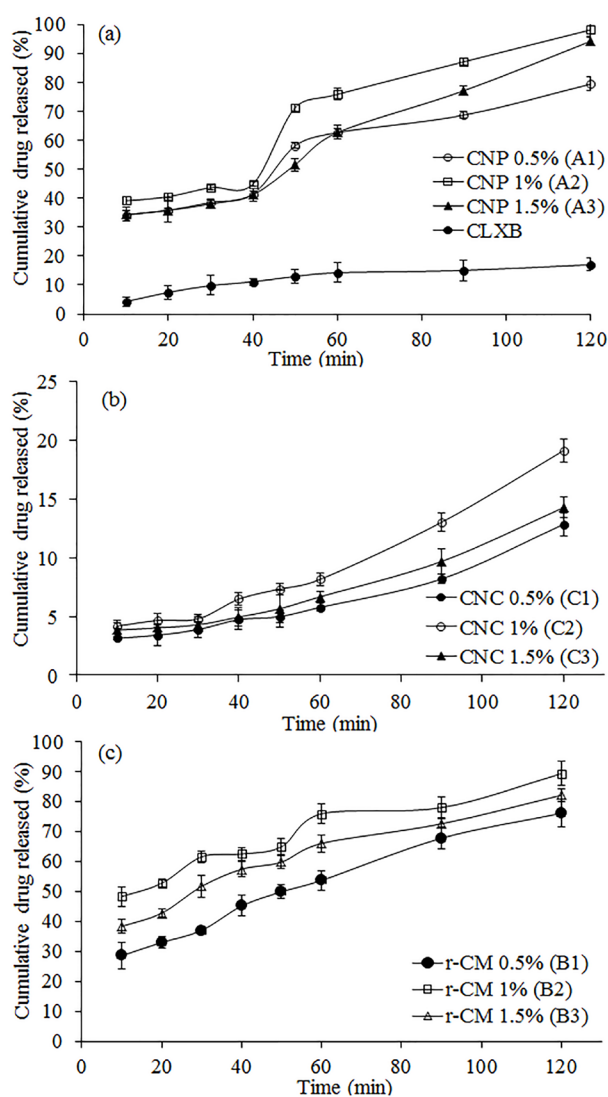 (a)
Cumulative drug released (%)
100
90
80
70
60
50
40
30
20
10
0
CNP 0.5% (A1)
CNP 1% (A2)
CNP 1.5% (A3)
CLXB
0 20 40 60 80 100 120
Time (min)
(b)
Cumulative drug released (%)
25
20
15
10
5
0
CNC 0.5% (C1)
CNC 1% (C2)
CNC 1.5% (C3)
0 20 40 60 80 100 120
Time (min)
(c)
Cumulative drug released (%)
100
90
80
70
60
50
40
30
20
10
0
r-CM 0.5% (B1)
r-CM 1% (B2)
r-CM 1.5% (B3)
0 20 40 60 80 100 120
Time (min)